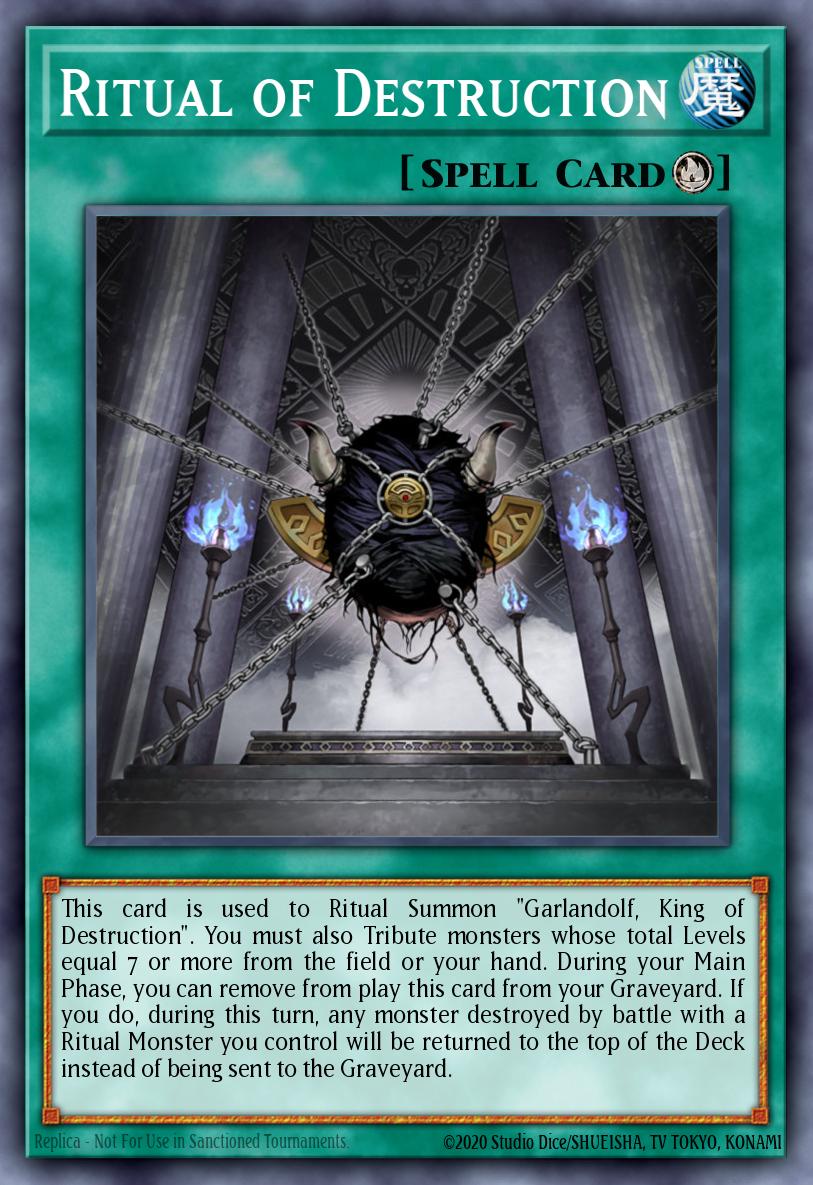 Ritual of Destruction
SPELL
魔
[Spell Card]
This card is used to Ritual Summon "Garlandolf, King of
Destruction". You must also Tribute monsters whose total Levels
equal 7 or more from the field or your hand. During your Main
Phase, you can remove from play this card from your Graveyard. If
you do, during this turn, any monster destroyed by battle with a
Ritual Monster you control will be returned to the top of the Deck
instead of being sent to the Graveyard.
Replica - Not For Use in Sanctioned Tournaments.
©2020 Studio Dice/SHUEISHA, TV TOKYO, KONAMI